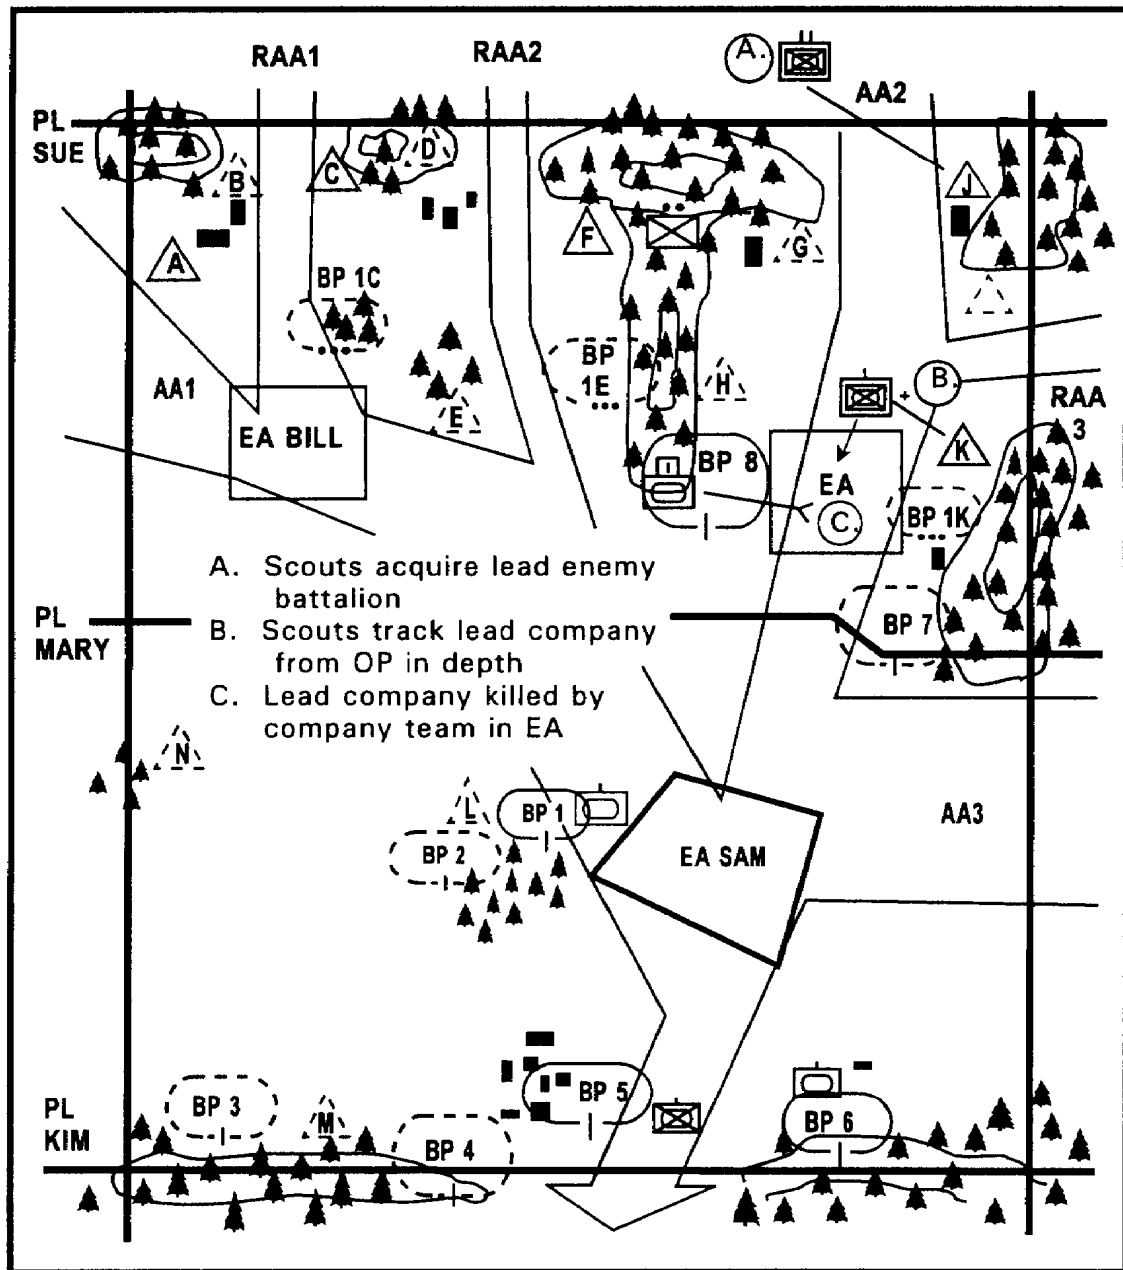 RAA1
RAA2
A.
AA2
PL
SUE
B
C
D
J
A
F
G
BP 1C
BP
1E
B.
AA1
H
RAA
3
E
EA BILL
BP 8
K
EA
C.
BP 1K
A. Scouts acquire lead enemy
battalion
B. Scouts track lead company
from OP in depth
C. Lead company killed by
company team in EA
PL
MARY
BP 7
N
L
BP 1
AA3
BP 2
EA SAM
PL
KIM
BP 3
M
BP 4
BP 5
BP 6